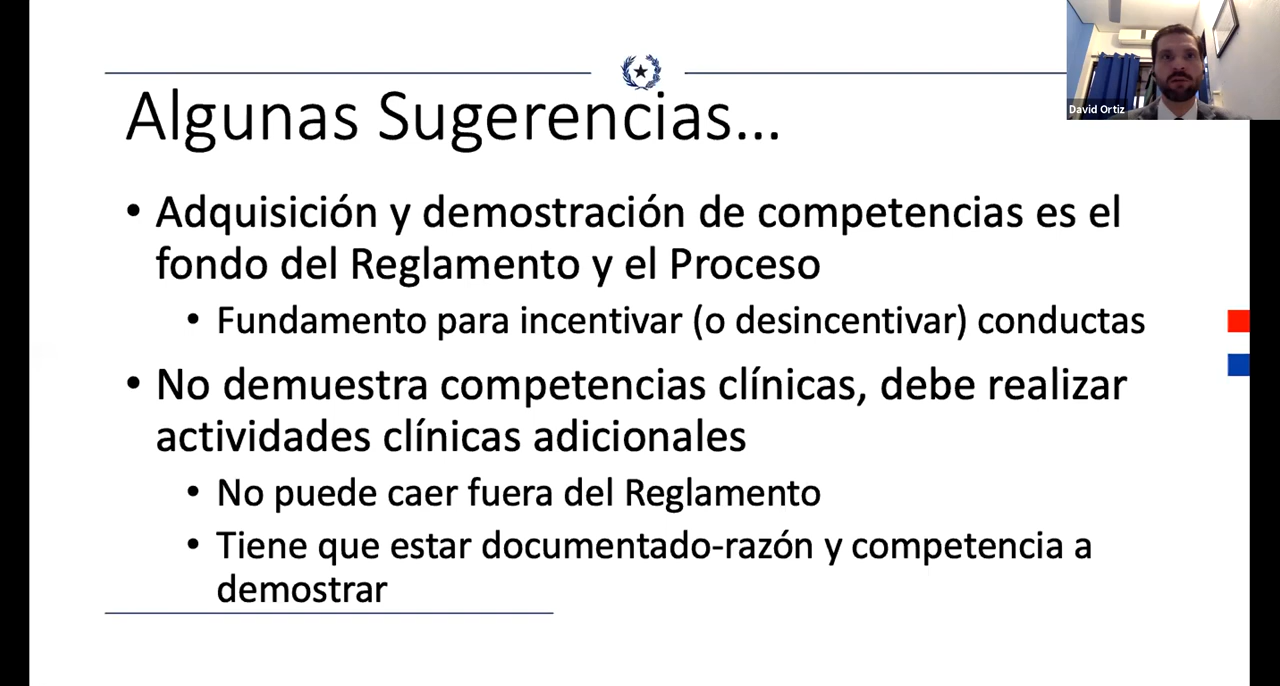 Algunas Sugerencias...
• Adquisición y demostración de competencias es el
fondo del Reglamento y el Proceso
• Fundamento para incentivar (o desincentivar) conductas
• No demuestra competencias clínicas, debe realizar
actividades clínicas adicionales
• No puede caer fuera del Reglamento
• Tiene que estar documentado-razón y competencia a
demostrar
David Ortiz